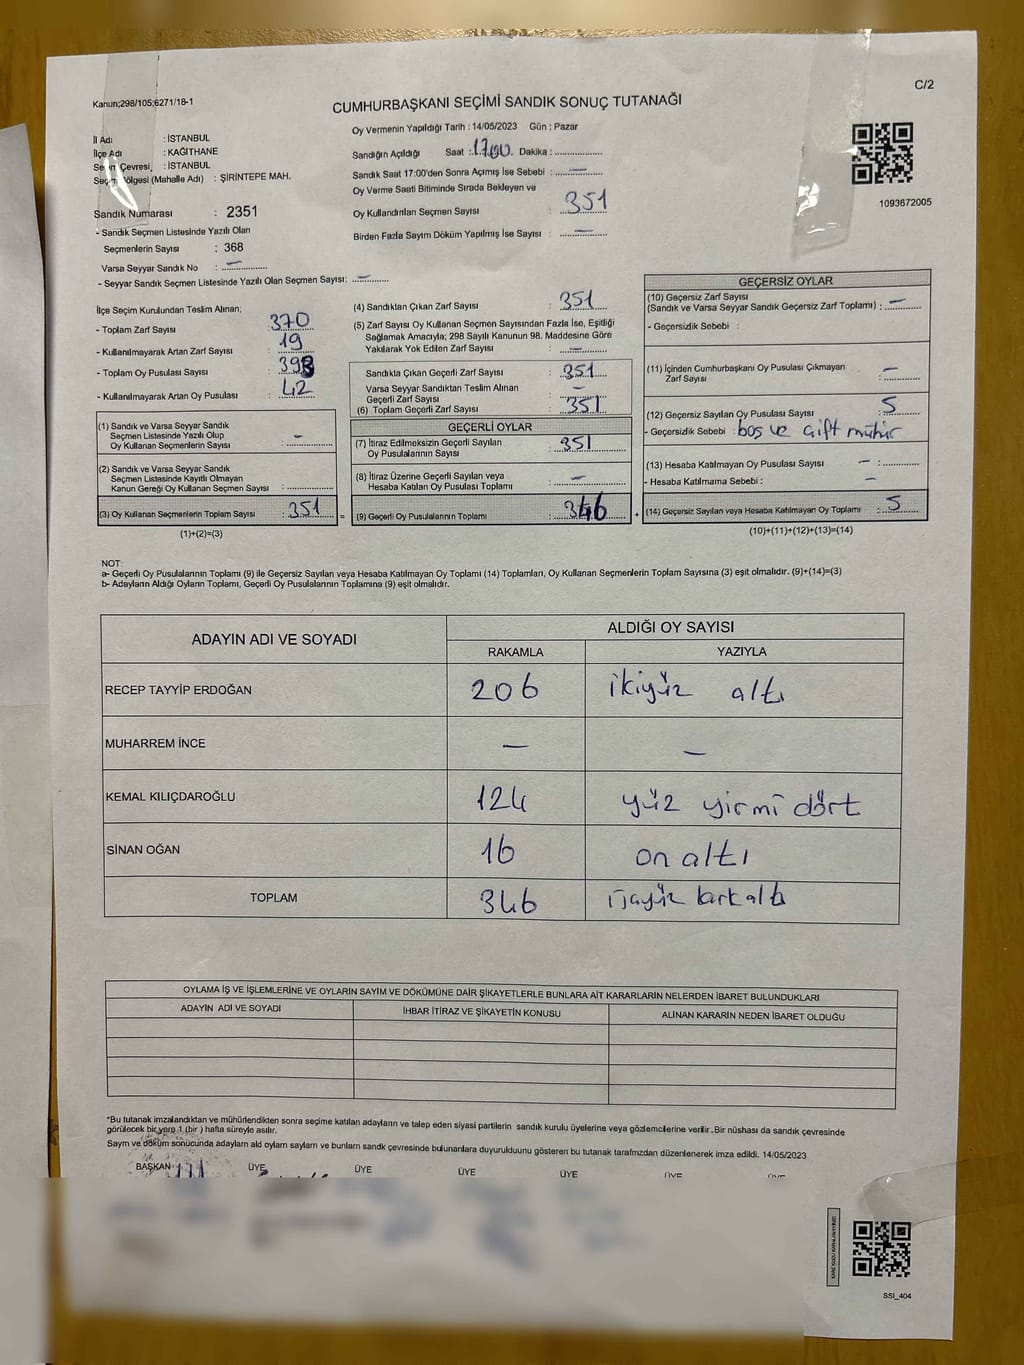 C/2
Kanun;298/105;6271/18-1
CUMHURBAŞKANI SEÇİMİ SANDIK SONUÇ TUTANAĞI
Oy Vermenin Yapıldığı Tarih : 14/05/2023 Gün : Pazar
İl Adı : İSTANBUL
İlçe Adı : KAĞITHANE
Seçim Çevresi : İSTANBUL
Seçim Bölgesi (Mahalle Adı) : ŞİRİNTEPE MAH.
Sandık Numarası : 2351
- Sandık Seçmen Listesinde Yazılı Olan
Seçmenlerin Sayısı : 368
Varsa Seyyar Sandık No : –
- Seyyar Sandık Seçmen Listesinde Yazılı Olan Seçmen Sayısı: –
Sandığın Açıldığı Saat : 17.00. Dakika :
Sandık Saat 17:00'den Sonra Açımış İse Sebebi : –
Oy Verme Saati Bitiminde Sırada Bekleyen ve
Oy Kullandırılan Seçmen Sayısı : 351
Birden Fazla Sayım Döküm Yapılmış İse Sayısı : –
1093672005
İlçe Seçim Kurulundan Teslim Alınan;
- Toplam Zarf Sayısı : 370
- Kullanılmayarak Artan Zarf Sayısı : 19
- Toplam Oy Pusulası Sayısı : 393
- Kullanılmayarak Artan Oy Pusulası : 42
(1) Sandık ve Varsa Seyyar Sandık
Seçmen Listesinde Yazılı Olup
Oy Kullanan Seçmenlerin Sayısı : –
(2) Sandık ve Varsa Seyyar Sandık
Seçmen Listesinde Kayıtlı Olmayan
Kanun Gereği Oy Kullanan Seçmen Sayısı :
(3) Oy Kullanan Seçmenlerin Toplam Sayısı : 351 =
(1)+(2)=(3)
(4) Sandıktan Çıkan Zarf Sayısı : 351
(5) Zarf Sayısı Oy Kullanan Seçmen Sayısından Fazla İse, Eşitliği
Sağlamak Amacıyla; 298 Sayılı Kanunun 98. Maddesine Göre
Yakılarak Yok Edilen Zarf Sayısı : –
Sandıkta Çıkan Geçerli Zarf Sayısı : 351
Varsa Seyyar Sandıktan Teslim Alınan
Geçerli Zarf Sayısı : –
(6) Toplam Geçerli Zarf Sayısı : 351
GEÇERLİ OYLAR
(7) İtiraz Edilmeksizin Geçerli Sayılan
Oy Pusulalarının Sayısı : 351
(8) İtiraz Üzerine Geçerli Sayılan veya
Hesaba Katılan Oy Pusulası Toplamı : –
(9) Geçerli Oy Pusulalarının Toplamı : 346 +
GEÇERSİZ OYLAR
(10) Geçersiz Zarf Sayısı
(Sandık ve Varsa Seyyar Sandık Geçersiz Zarf Toplamı) : –
- Geçersizlik Sebebi :
(11) İçinden Cumhurbaşkanı Oy Pusulası Çıkmayan
Zarf Sayısı : –
(12) Geçersiz Sayılan Oy Pusulası Sayısı : 5
- Geçersizlik Sebebi : boş ve çift mühür
(13) Hesaba Katılmayan Oy Pusulası Sayısı – :
- Hesaba Katılmama Sebebi : –
(14) Geçersiz Sayılan veya Hesaba Katılmayan Oy Toplamı : 5
(10)+(11)+(12)+(13)=(14)
NOT:
a- Geçerli Oy Pusulalarının Toplamı (9) ile Geçersiz Sayılan veya Hesaba Katılmayan Oy Toplamı (14) Toplamları, Oy Kullanan Seçmenlerin Toplam Sayısına (3) eşit olmalıdır. (9)+(14)=(3)
b- Adayların Aldığı Oyların Toplamı, Geçerli Oy Pusulalarının Toplamına (9) eşit olmalıdır.
ADAYIN ADI VE SOYADI
ALDIĞI OY SAYISI
RAKAMLA YAZIYLA
RECEP TAYYİP ERDOĞAN 206 ikiyüz altı
MUHARREM İNCE – –
KEMAL KILIÇDAROĞLU 124 yüz yirmi dört
SİNAN OĞAN 16 on altı
TOPLAM 346 üçyüz kırkaltı
OYLAMA İŞ VE İŞLEMLERİNE VE OYLARIN SAYIM VE DÖKÜMÜNE DAİR ŞİKAYETLERLE BUNLARA AİT KARARLARIN NELERDEN İBARET BULUNDUKLARI
ADAYIN ADI VE SOYADI İHBAR İTİRAZ VE ŞİKAYETİN KONUSU ALINAN KARARIN NEDEN İBARET OLDUĞU
*Bu tutanak imzalandıktan ve mühürlendikten sonra seçime katılan adayların ve talep eden siyasi partilerin sandık kurulu üyelerine veya gözlemcilerine verilir. Bir nüshası da sandık çevresinde
görülecek bir yere 1 (bir ) hafta süreyle asılır.
Sayım ve döküm sonucunda adayların ald oyların sayların ve bunların sandk çevresinde bulunanlara duyurulduunu gösteren bu tutanak tarafmzdan düzenlenerek imza edildi. 14/05/2023
BAŞKAN ÜYE ÜYE ÜYE ÜYE ÜYE
SSI_404